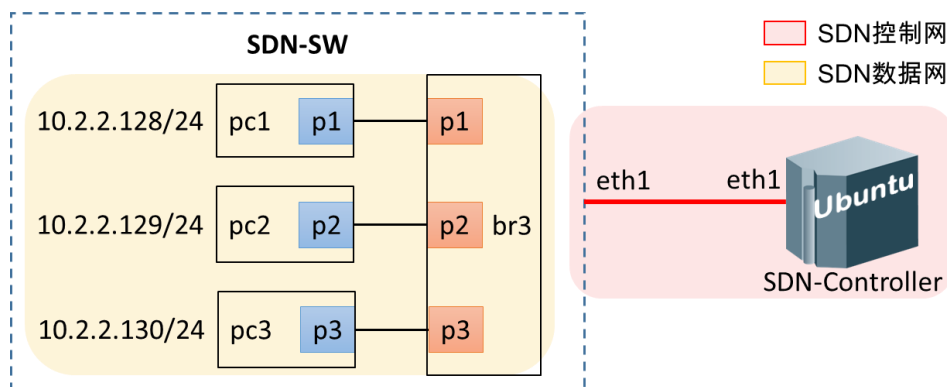 SDN-SW
SDN控制网
SDN数据网
10.2.2.128/24 pc1 p1 p1
eth1 eth1 Ubuntu
10.2.2.129/24 pc2 p2 p2 br3
SDN-Controller
10.2.2.130/24 pc3 p3 p3